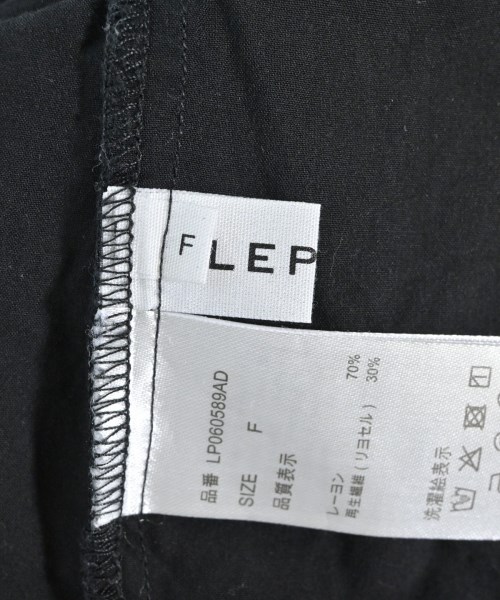 F
LEP
品番 LP060589AD
SIZE F
品質表示
レーヨン 70%
再生繊維(リヨセル) 30%
洗濯絵表示